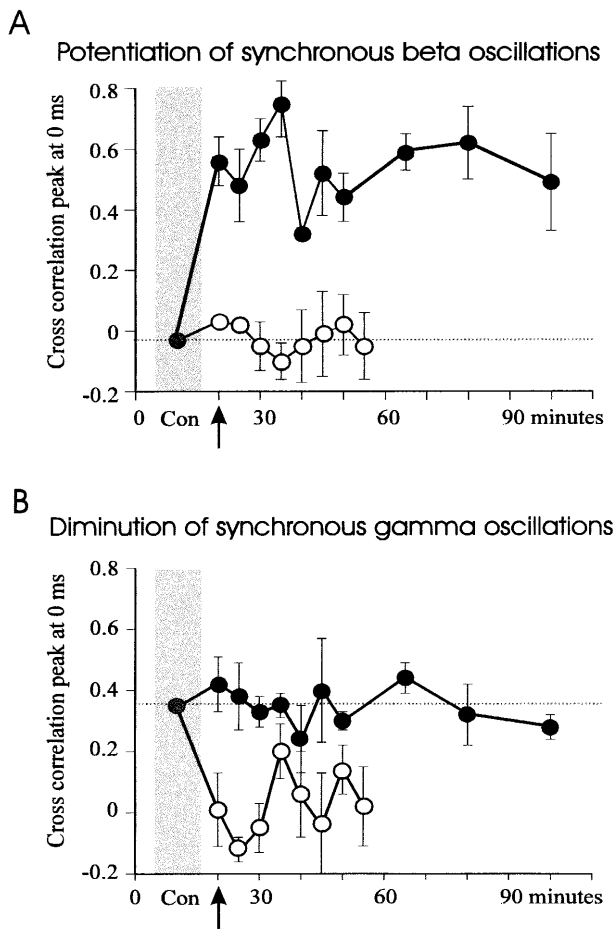 A
Potentiation of synchronous beta oscillations
Cross correlation peak at 0 ms
0.8
0.6
0.4
0.2
0
-0.2
0 Con 30 60 90 minutes
B
Diminution of synchronous gamma oscillations
Cross correlation peak at 0 ms
0.8
0.6
0.4
0.2
0
-0.2
0 Con 30 60 90 minutes